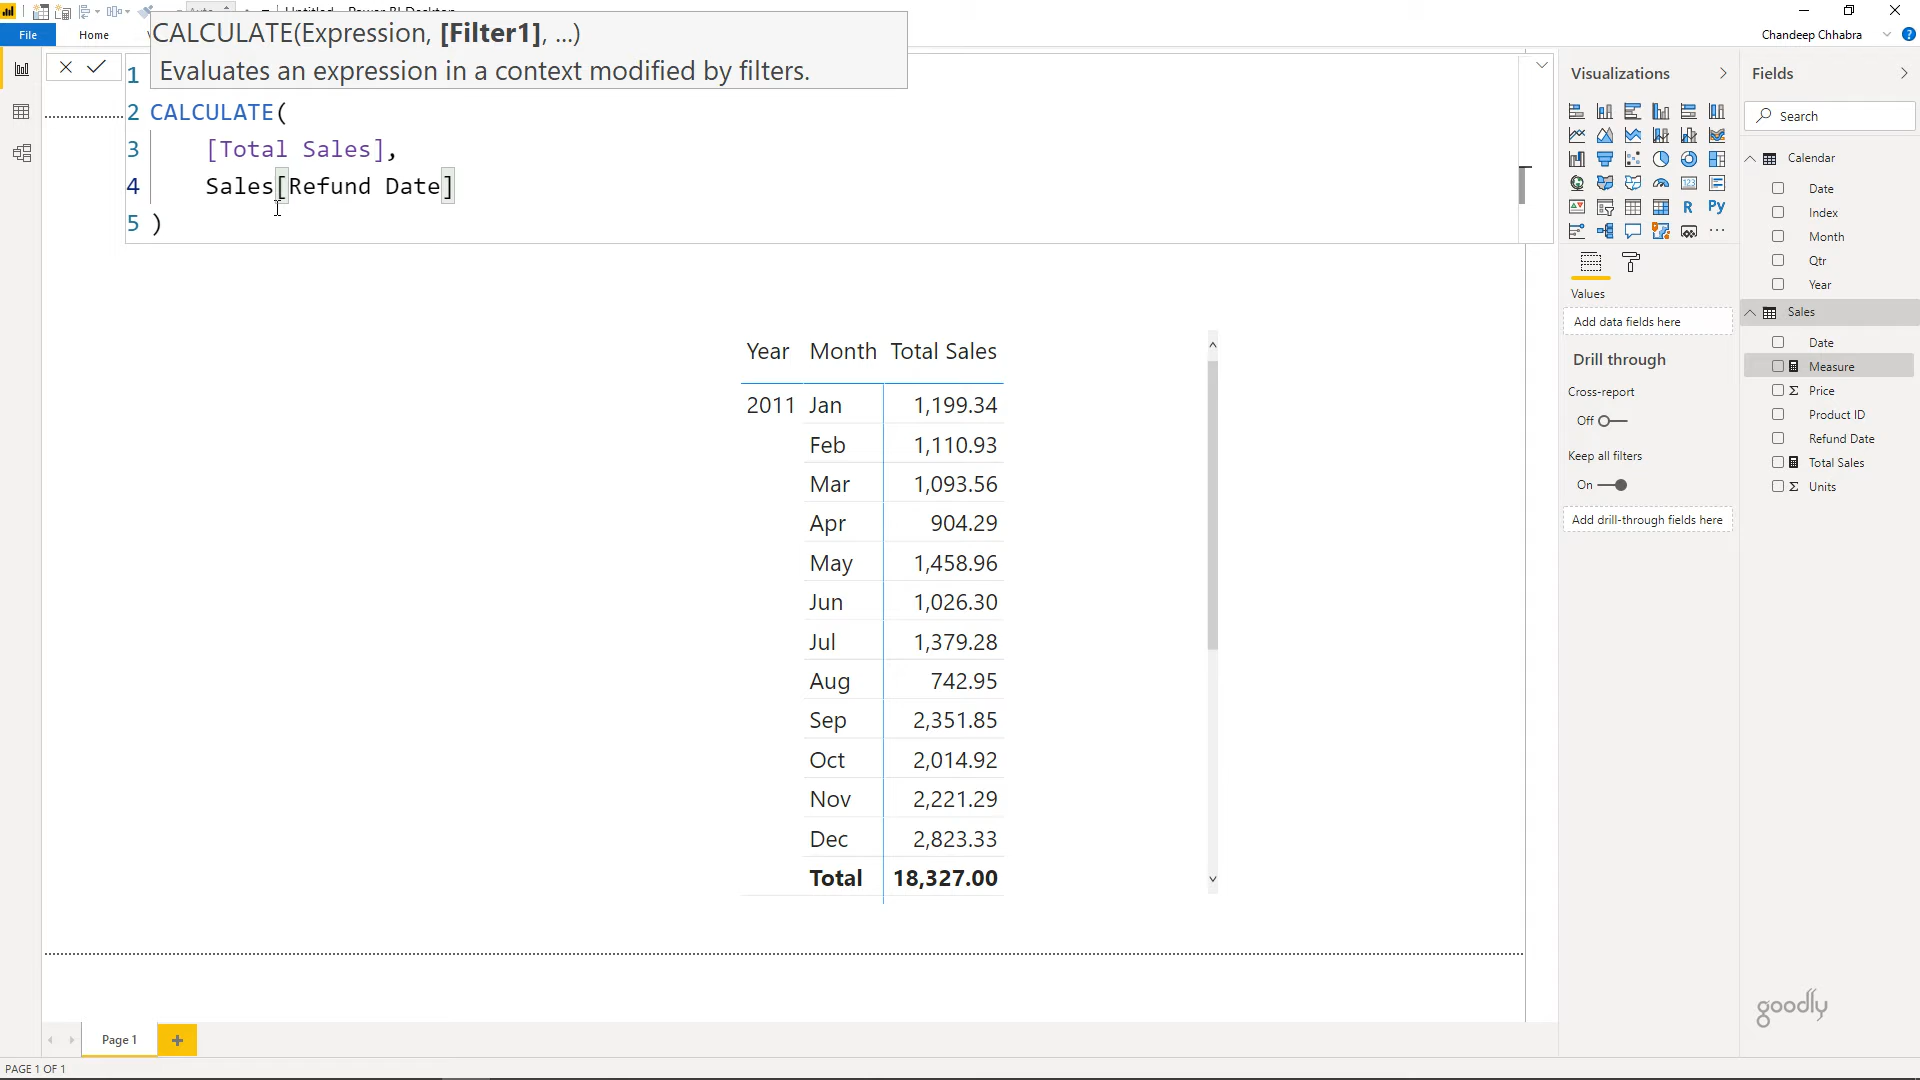 CALCULATE(Expression, [Filter1], ...)
Evaluates an expression in a context modified by filters.
File
Home
Chandeep Chhabra
?
1
2 CALCULATE(
3 [Total Sales],
4 Sales[Refund Date]
5 )
Year Month Total Sales
2011 Jan 1,199.34
Feb 1,110.93
Mar 1,093.56
Apr 904.29
May 1,458.96
Jun 1,026.30
Jul 1,379.28
Aug 742.95
Sep 2,351.85
Oct 2,014.92
Nov 2,221.29
Dec 2,823.33
Total 18,327.00
Visualizations
123
R Py
Values
Add data fields here
Drill through
Cross-report
Off
Keep all filters
On
Add drill-through fields here
Fields
Search
Calendar
Date
Index
Month
Qtr
Year
Sales
Date
Measure
Σ Price
Product ID
Refund Date
Total Sales
Σ Units
goodly
Page 1
+
PAGE 1 OF 1